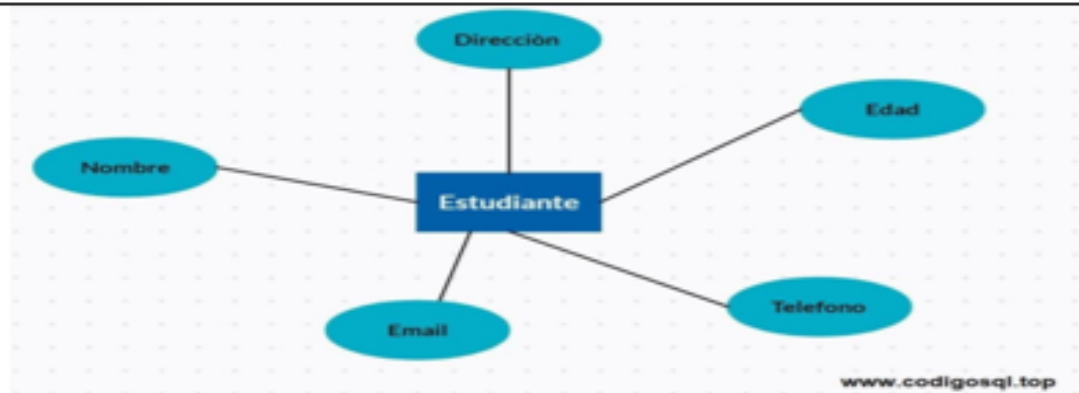 Dirección
Edad
Nombre
Estudiante
Telefono
Email
www.codigosql.top